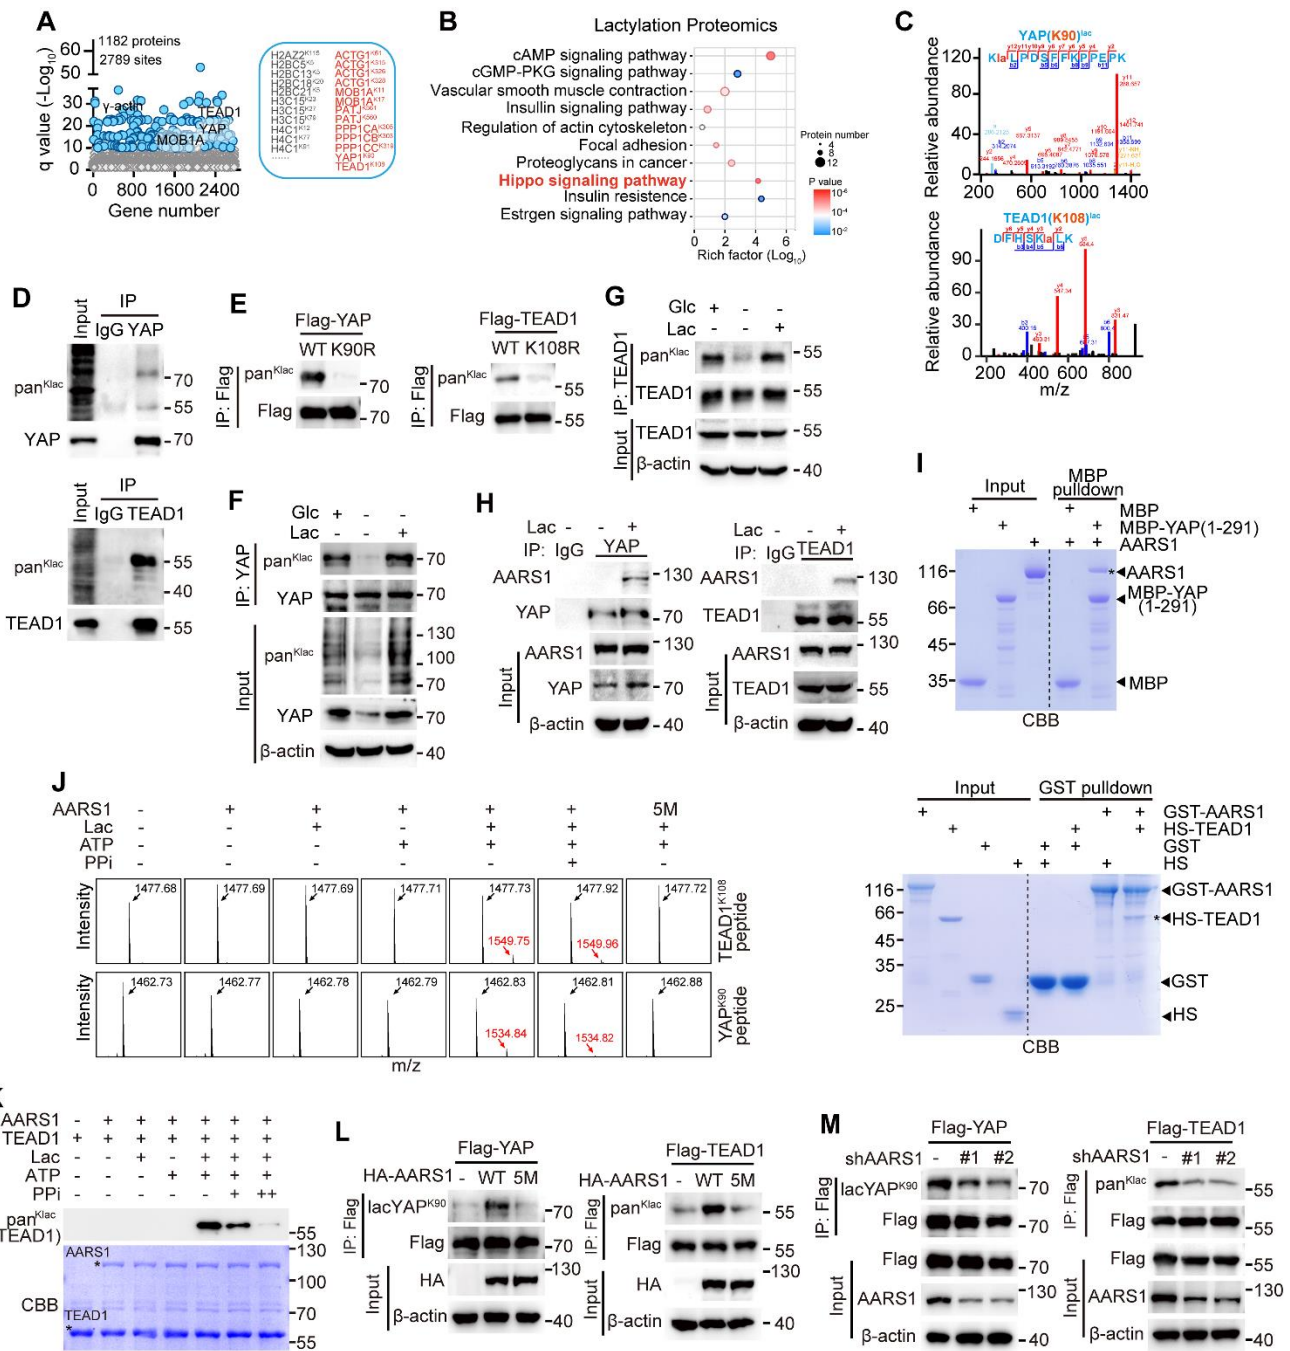 A
1182 proteins
2789 sites
q value (-Log10)
60
50
30
20
10
0
γ-actin
TEAD1
YAP
MOB1A
0 800 1600 2400
Gene number
H2AZ2K115 ACTG1K61
H2BC5K5 ACTG1K315
H2BC13K5 ACTG1K326
H2BC18K20 ACTG1K328
H2BC21K5 MOB1AK11
H3C15K23 MOB1AK17
H3C15K27 PATJK561
H3C15K79 PATJK560
H4C1K12 PPP1CAK305
H4C1K77 PPP1CBK305
H4C1K91 PPP1CCK318
...... YAP1K90
TEAD1K108
B
Lactylation Proteomics
cAMP signaling pathway
cGMP-PKG signaling pathway
Vascular smooth muscle contraction
Insullin signaling pathway
Regulation of actin cytoskeleton
Focal adhesion
Proteoglycans in cancer
Hippo signaling pathway
Insulin resistence
Estrgen signaling pathway
0 2 4 6
Rich factor (Log10)
Protein number
4
8
12
P value
10-6
10-4
10-2
C
YAP(K90)lac
KlaLPDSFFKPPEPK
Relative abundance
120
80
40
0
200 600 1000 1400
TEAD1(K108)lac
DFHSKlaLK
Relative abundance
90
60
30
0
200 400 600 800
m/z
D
Input
IP
IgG YAP
panKlac
70
55
YAP
70
Input
IP
IgG TEAD1
panKlac
55
40
TEAD1
55
E
Flag-YAP
WT K90R
IP: Flag
panKlac
70
Flag
70
Flag-TEAD1
WT K108R
IP: Flag
panKlac
55
Flag
55
F
Glc + - -
Lac - - +
IP: YAP
panKlac
70
YAP
70
Input
panKlac
130
100
70
YAP
70
β-actin
40
G
Glc + - -
Lac - - +
IP: TEAD1
panKlac
55
TEAD1
55
Input
TEAD1
55
β-actin
40
H
Lac - - +
IP: IgG YAP
AARS1
130
YAP
70
Input
AARS1
130
YAP
70
β-actin
40
Lac - - +
IP: IgG TEAD1
AARS1
130
TEAD1
55
Input
AARS1
130
TEAD1
55
β-actin
40
I
Input
MBP pulldown
+ + MBP
+ + MBP-YAP(1-291)
+ + + AARS1
116
66
45
35
* AARS1
MBP-YAP (1-291)
MBP
CBB
Input
GST pulldown
+ + + GST-AARS1
+ + + HS-TEAD1
+ + + GST
+ + + HS
116
66
45
35
25
GST-AARS1
* HS-TEAD1
GST
HS
CBB
J
AARS1 - + + + + + 5M
Lac - - + - + + +
ATP - - - + + + +
PPi - - - - - + -
Intensity
1477.68 1477.69 1477.69 1477.71 1477.73 1477.92 1477.72
1549.75 1549.96
TEAD1K108 peptide
Intensity
1462.73 1462.77 1462.78 1462.79 1462.83 1462.81 1462.88
1534.84 1534.82
YAPK90 peptide
m/z
AARS1 - + + + + + +
TEAD1 + + + + + + +
Lac - - + - + + +
ATP - - - + + + +
PPi - - - - - + ++
panKlac
TEAD1)
55
AARS1
*
TEAD1
*
CBB
130
100
70
55
L
Flag-YAP
HA-AARS1 - WT 5M
IP: Flag
lacYAPK90
70
Flag
70
Input
HA
130
β-actin
40
Flag-TEAD1
HA-AARS1 - WT 5M
IP: Flag
panKlac
55
Flag
55
Input
HA
130
β-actin
40
M
Flag-YAP
shAARS1 - #1 #2
IP: Flag
lacYAPK90
70
Flag
70
Input
Flag
70
AARS1
130
β-actin
40
Flag-TEAD1
shAARS1 - #1 #2
IP: Flag
panKlac
55
Flag
55
Input
Flag
55
AARS1
130
β-actin
40